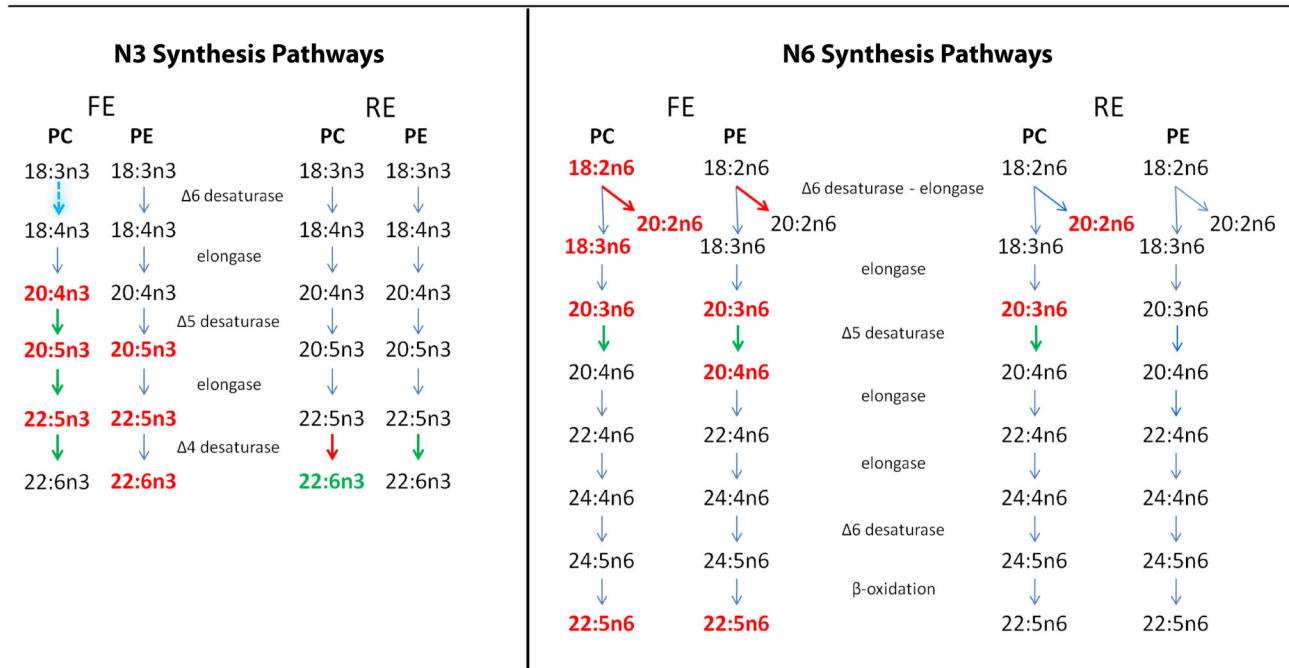 N3 Synthesis Pathways
FE RE
PC PE PC PE
18:3n3 18:3n3 18:3n3 18:3n3
Δ6 desaturase
18:4n3 18:4n3 18:4n3 18:4n3
elongase
20:4n3 20:4n3 20:4n3 20:4n3
Δ5 desaturase
20:5n3 20:5n3 20:5n3 20:5n3
elongase
22:5n3 22:5n3 22:5n3 22:5n3
Δ4 desaturase
22:6n3 22:6n3 22:6n3 22:6n3
N6 Synthesis Pathways
FE RE
PC PE PC PE
18:2n6 18:2n6 18:2n6 18:2n6
Δ6 desaturase - elongase
20:2n6 20:2n6 20:2n6 20:2n6
18:3n6 18:3n6 18:3n6 18:3n6
elongase
20:3n6 20:3n6 20:3n6 20:3n6
Δ5 desaturase
20:4n6 20:4n6 20:4n6 20:4n6
elongase
22:4n6 22:4n6 22:4n6 22:4n6
elongase
24:4n6 24:4n6 24:4n6 24:4n6
Δ6 desaturase
24:5n6 24:5n6 24:5n6 24:5n6
β-oxidation
22:5n6 22:5n6 22:5n6 22:5n6